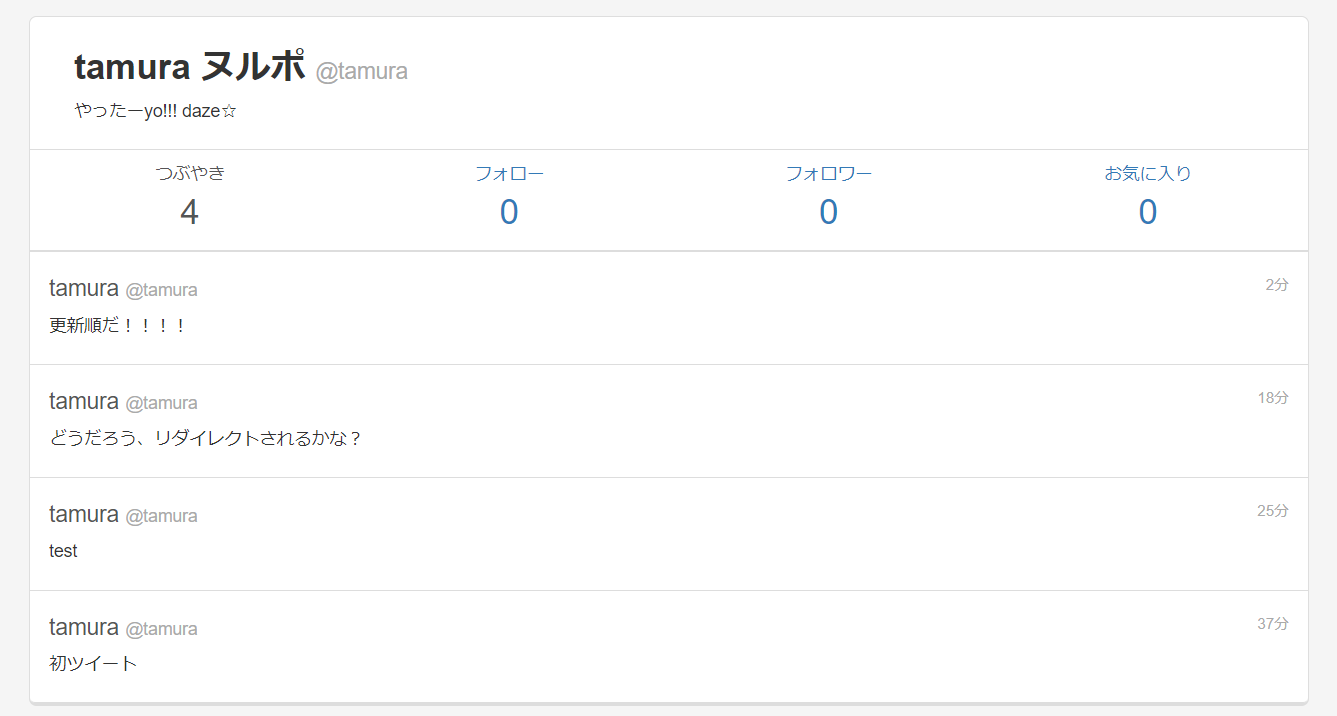 tamura ヌルポ @tamura
やったーyo!!! daze☆
つぶやき フォロー フォロワー お気に入り
4 0 0 0
tamura @tamura 2分
更新順だ！！！！
tamura @tamura 18分
どうだろう、リダイレクトされるかな？
tamura @tamura 25分
test
tamura @tamura 37分
初ツイート